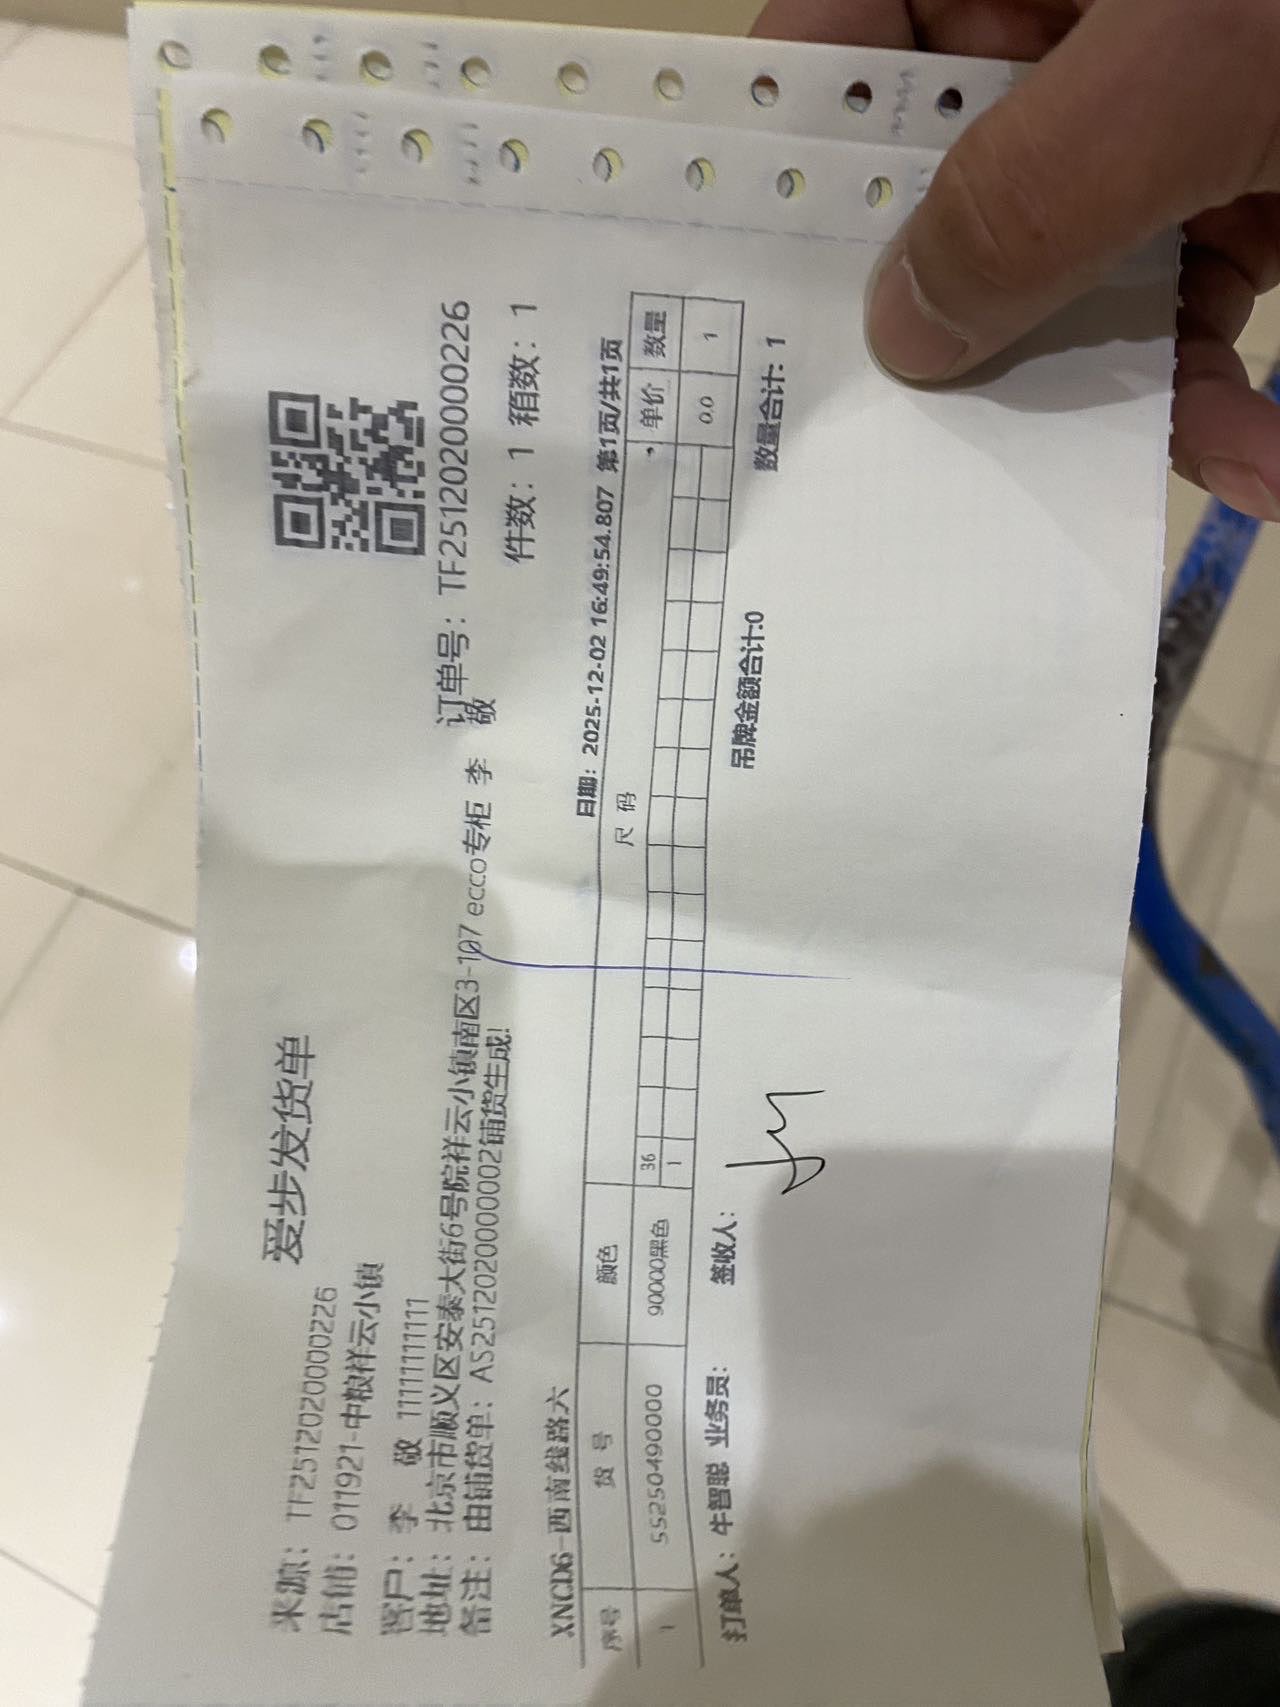 爱步发货单
来源：TF251202000226
店铺：011921-中粮祥云小镇
客户：李 敬 11111111111
订单号：TF251202000226
地址：北京市顺义区安泰大街6号院祥云小镇南区3-107 ecco专柜 李 敬
备注：由铺货单：AS251202000002铺货生成!
件数：1 箱数：1
XNCD6-西南线路六
日期：2025-12-02 16:49:54.807 第1页/共1页
序号 货 号 颜色 尺 码 单价 数量
36
1 55250490000 90000黑色 1 0.0 1
打单人：牛智聪 业务员： 签收人： 吊牌金额合计:0 数量合计: 1